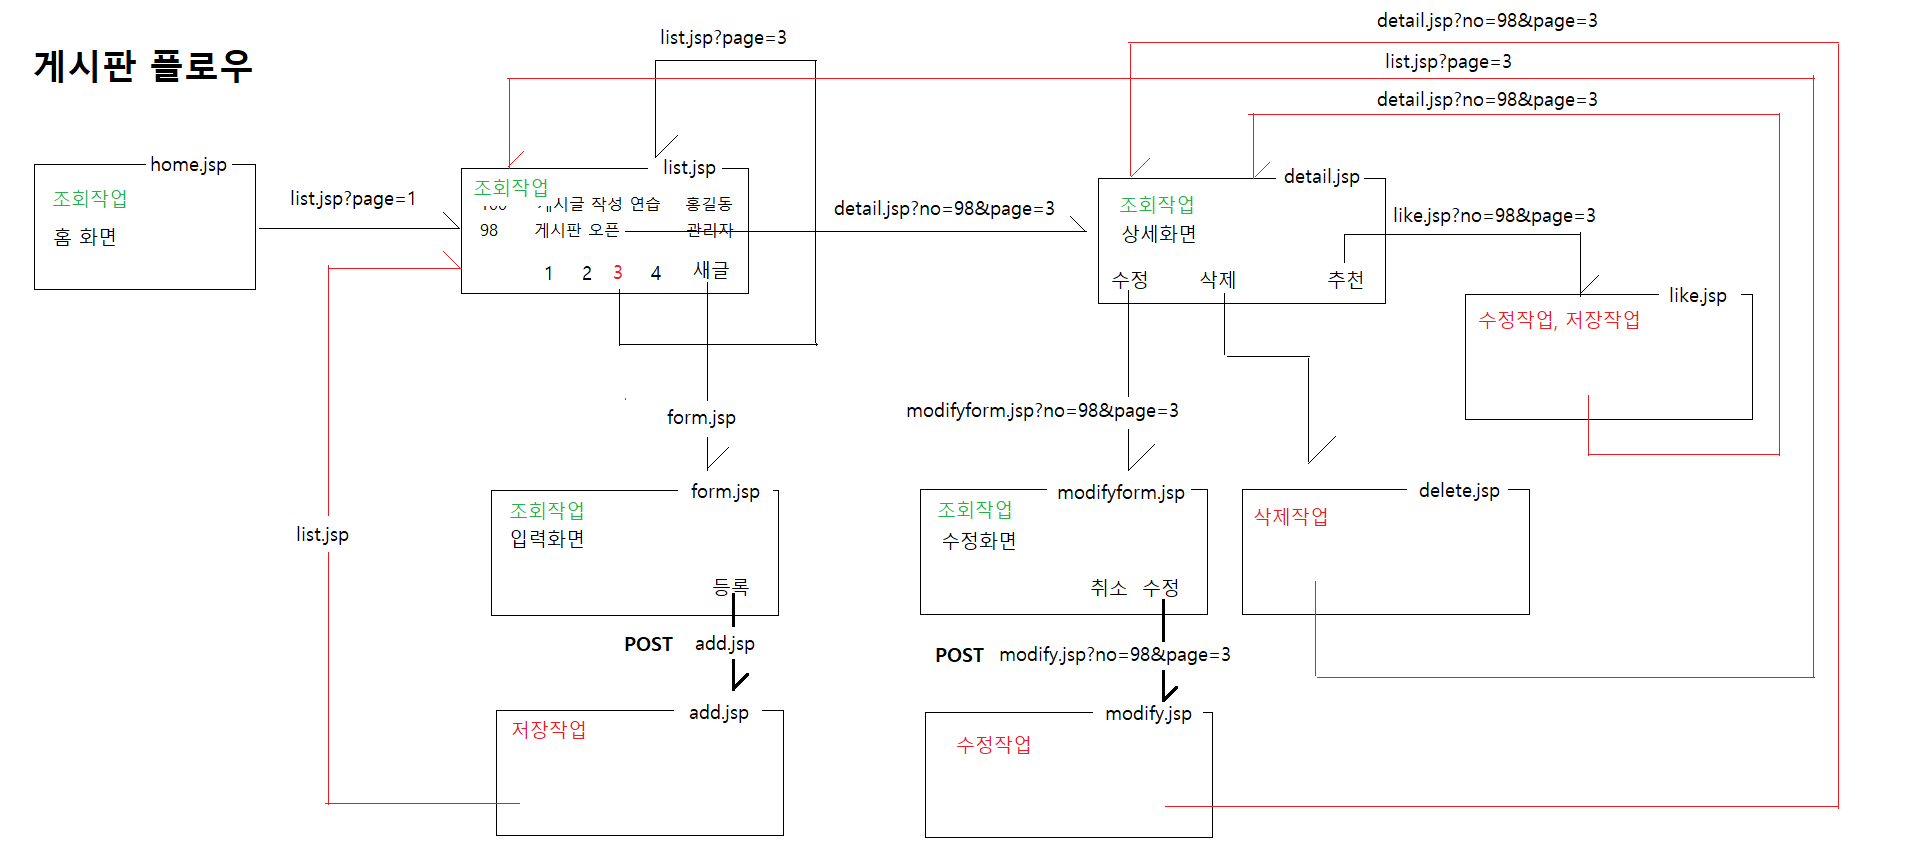 게시판 플로우
home.jsp
조회작업
홈 화면
list.jsp?page=1
list.jsp?page=3
list.jsp
조회작업
게시글 작성 연습 홍길동
98 게시판 오픈 관리자
1 2 3 4 새글
detail.jsp?no=98&page=3
detail.jsp?no=98&page=3
list.jsp?page=3
detail.jsp?no=98&page=3
detail.jsp
조회작업
상세화면
수정 삭제 추천
like.jsp?no=98&page=3
like.jsp
수정작업, 저장작업
form.jsp
form.jsp
조회작업
입력화면
등록
POST add.jsp
add.jsp
저장작업
list.jsp
modifyform.jsp?no=98&page=3
modifyform.jsp
조회작업
수정화면
취소 수정
POST modify.jsp?no=98&page=3
modify.jsp
수정작업
delete.jsp
삭제작업